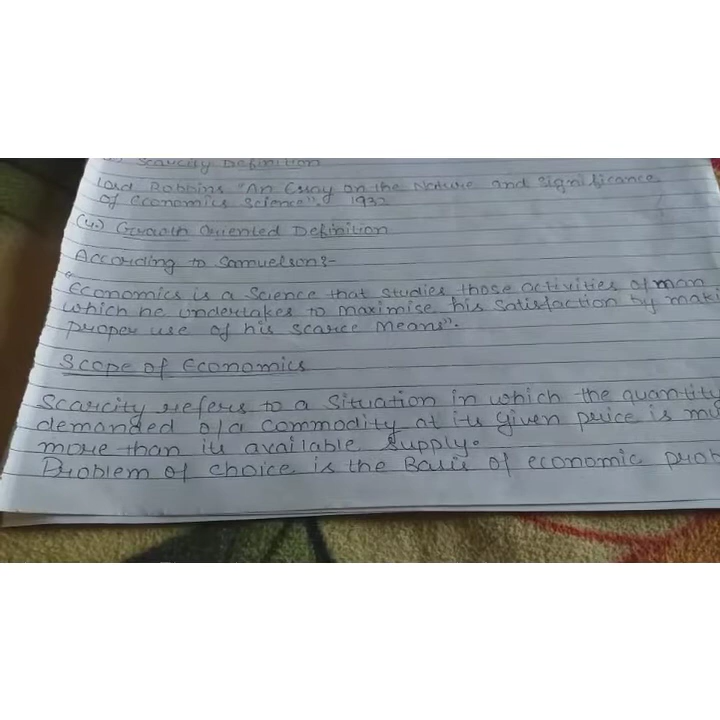 Scarcity Definition
Lord Robbins "An Essay on the Nature and significance
of Economics Science". 1932
(4.) Growth Oriented Definition
According to Samuelson:-
"Economics is a Science that studies those activities of man
which he undertakes to maximise his satisfaction by maki
proper use of his scarce means".
Scope of Economics
Scarcity refers to a situation in which the quantity
demanded of a commodity at its given price is mu
more than its available supply.
Problem of choice is the Basis of economic prob